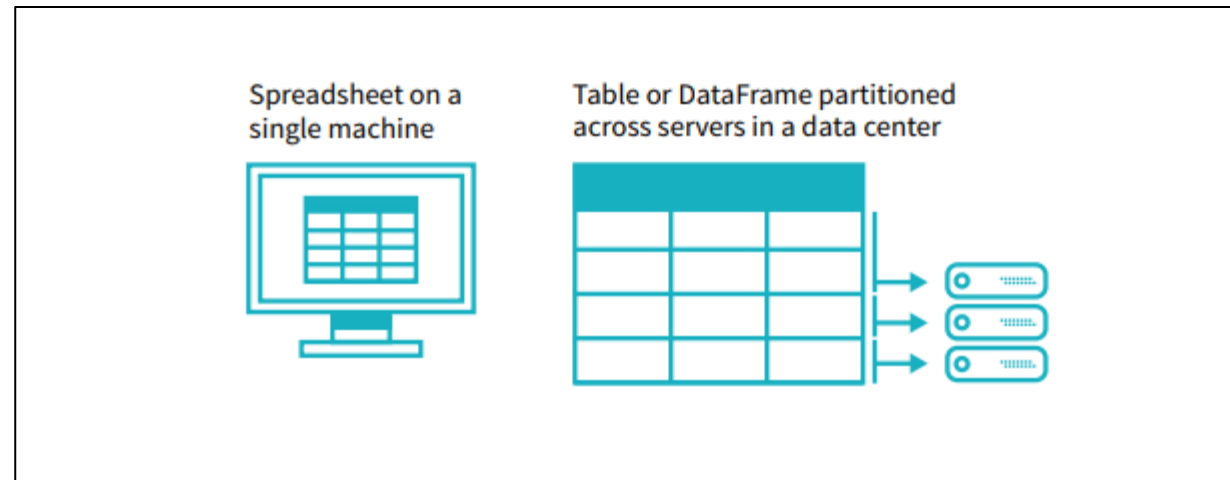 Spreadsheet on a
single machine
Table or DataFrame partitioned
across servers in a data center